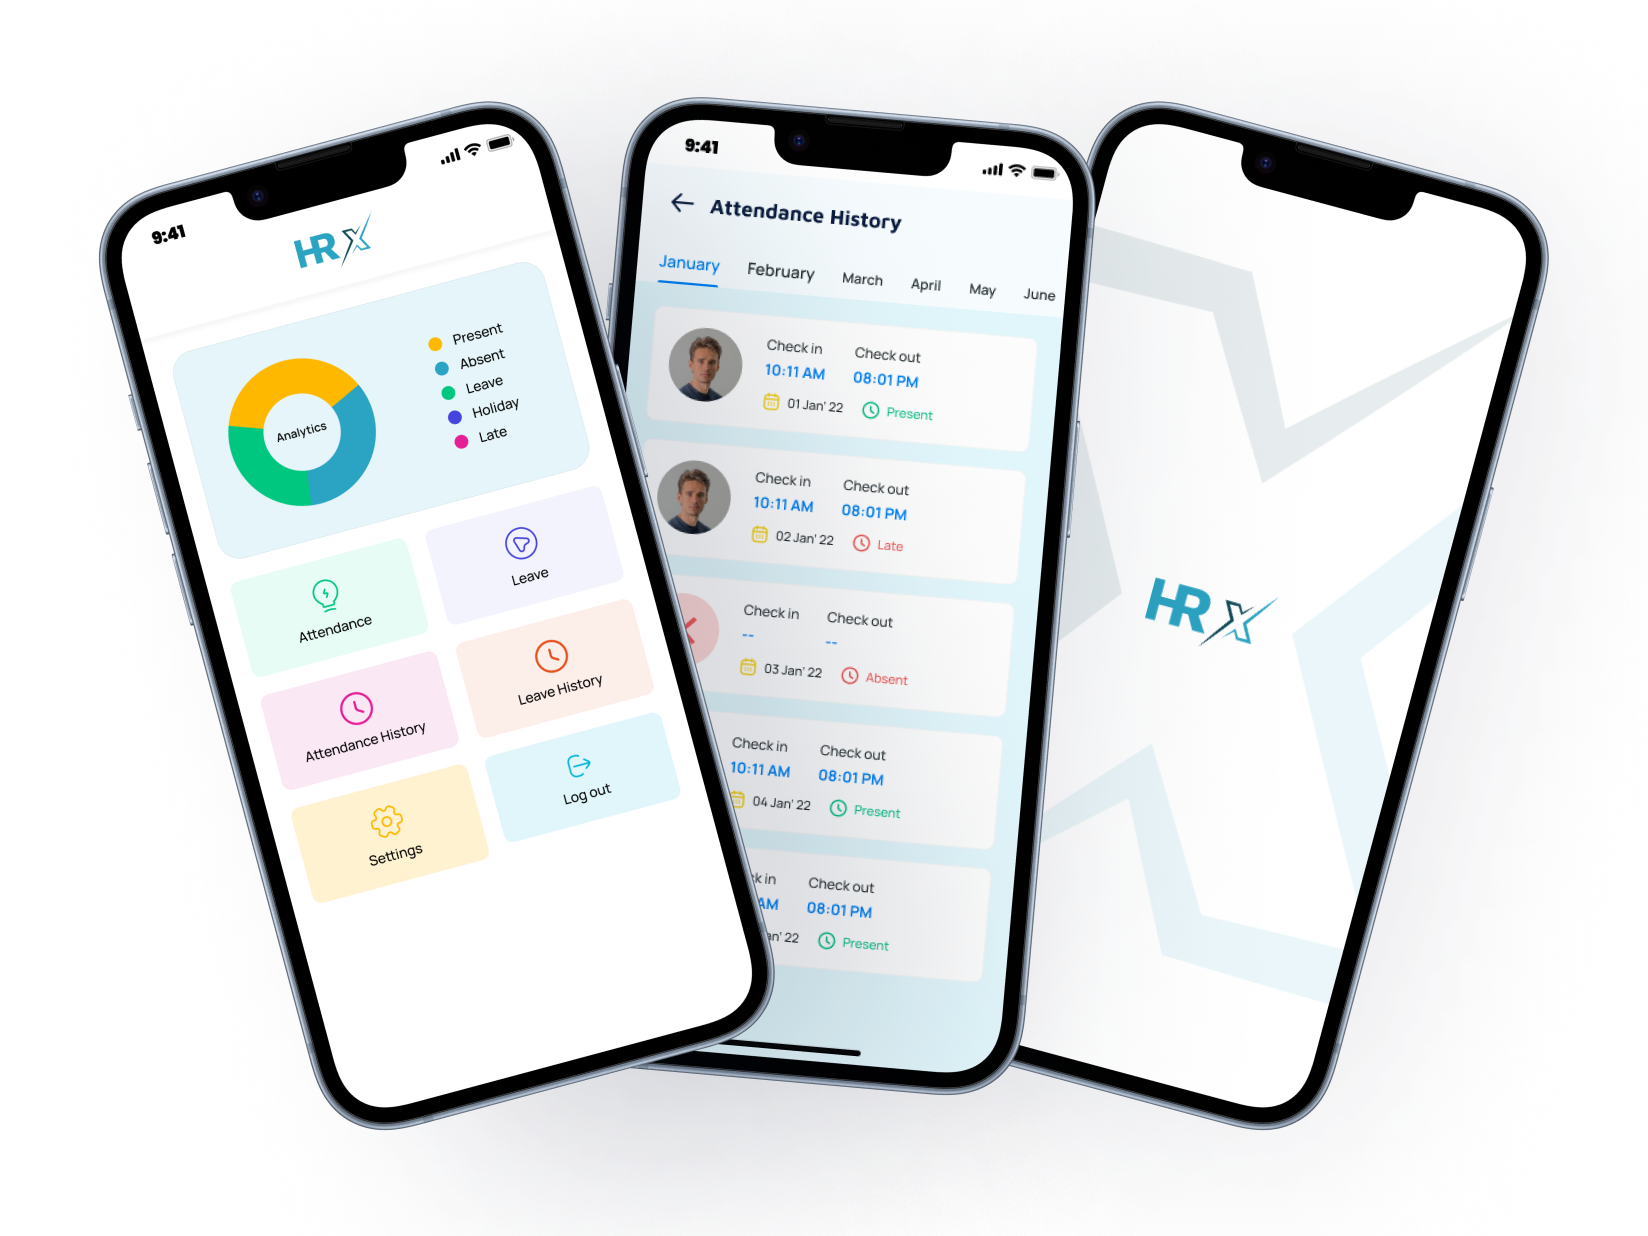 9:41
HRX
Analytics
Present
Absent
Leave
Holiday
Late
Attendance
Leave
Attendance History
Leave History
Settings
Log out
9:41
Attendance History
January February March April May June
Check in Check out
10:11 AM 08:01 PM
01 Jan' 22 Present
Check in Check out
10:11 AM 08:01 PM
02 Jan' 22 Late
Check in Check out
-- --
03 Jan' 22 Absent
Check in Check out
10:11 AM 08:01 PM
04 Jan' 22 Present
k in Check out
AM 08:01 PM
an' 22 Present
HRX